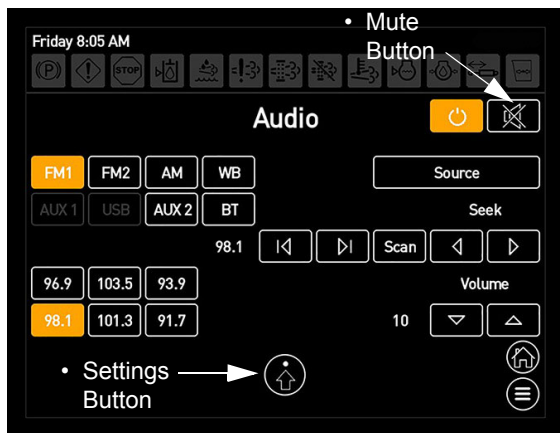 • Mute
Button
Friday 8:05 AM
P
STOP
Audio
FM1 FM2 AM WB
Source
AUX 1 USB AUX 2 BT
Seek
98.1 Scan
96.9 103.5 93.9
Volume
98.1 101.3 91.7
10
• Settings
Button